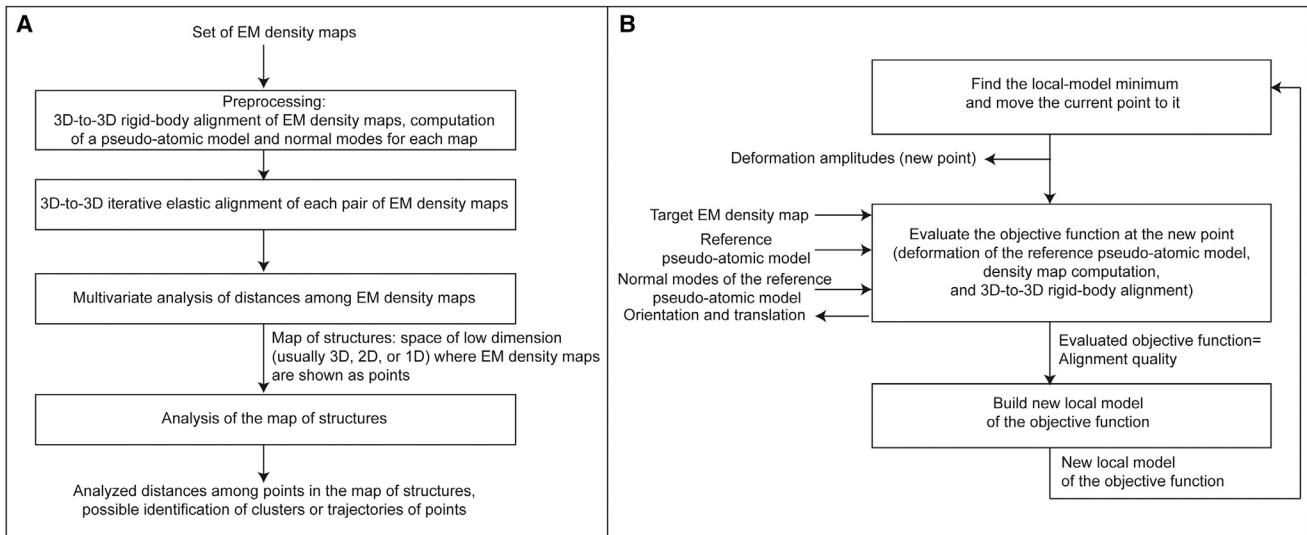 A
Set of EM density maps
Preprocessing:
3D-to-3D rigid-body alignment of EM density maps, computation
of a pseudo-atomic model and normal modes for each map
3D-to-3D iterative elastic alignment of each pair of EM density maps
Multivariate analysis of distances among EM density maps
Map of structures: space of low dimension
(usually 3D, 2D, or 1D) where EM density maps
are shown as points
Analysis of the map of structures
Analyzed distances among points in the map of structures,
possible identification of clusters or trajectories of points
B
Find the local-model minimum
and move the current point to it
Deformation amplitudes (new point)
Target EM density map
Reference
pseudo-atomic model
Normal modes of the reference
pseudo-atomic model
Orientation and translation
Evaluate the objective function at the new point
(deformation of the reference pseudo-atomic model,
density map computation,
and 3D-to-3D rigid-body alignment)
Evaluated objective function=
Alignment quality
Build new local model
of the objective function
New local model
of the objective function